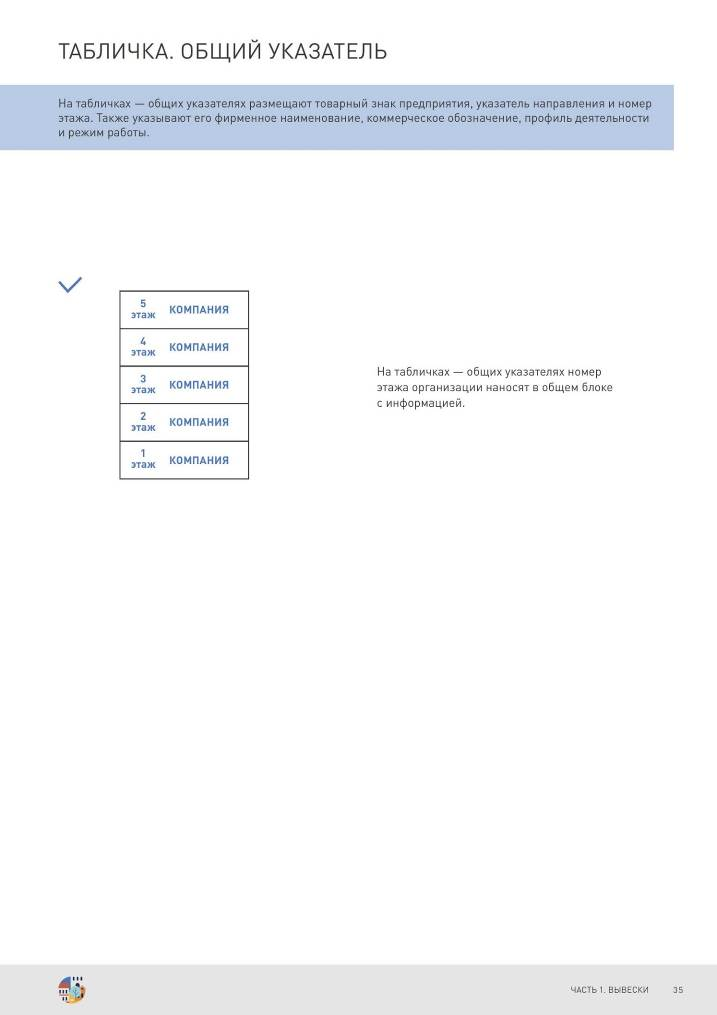 ТАБЛИЧКА. ОБЩИЙ УКАЗАТЕЛЬ
На табличках — общих указателях размещают товарный знак предприятия, указатель направления и номер
этажа. Также указывают его фирменное наименование, коммерческое обозначение, профиль деятельности
и режим работы.
5
этаж КОМПАНИЯ
4
этаж КОМПАНИЯ
3
этаж КОМПАНИЯ
2
этаж КОМПАНИЯ
1
этаж КОМПАНИЯ
На табличках — общих указателях номер
этажа организации наносят в общем блоке
с информацией.
ЧАСТЬ 1. ВЫВЕСКИ 35